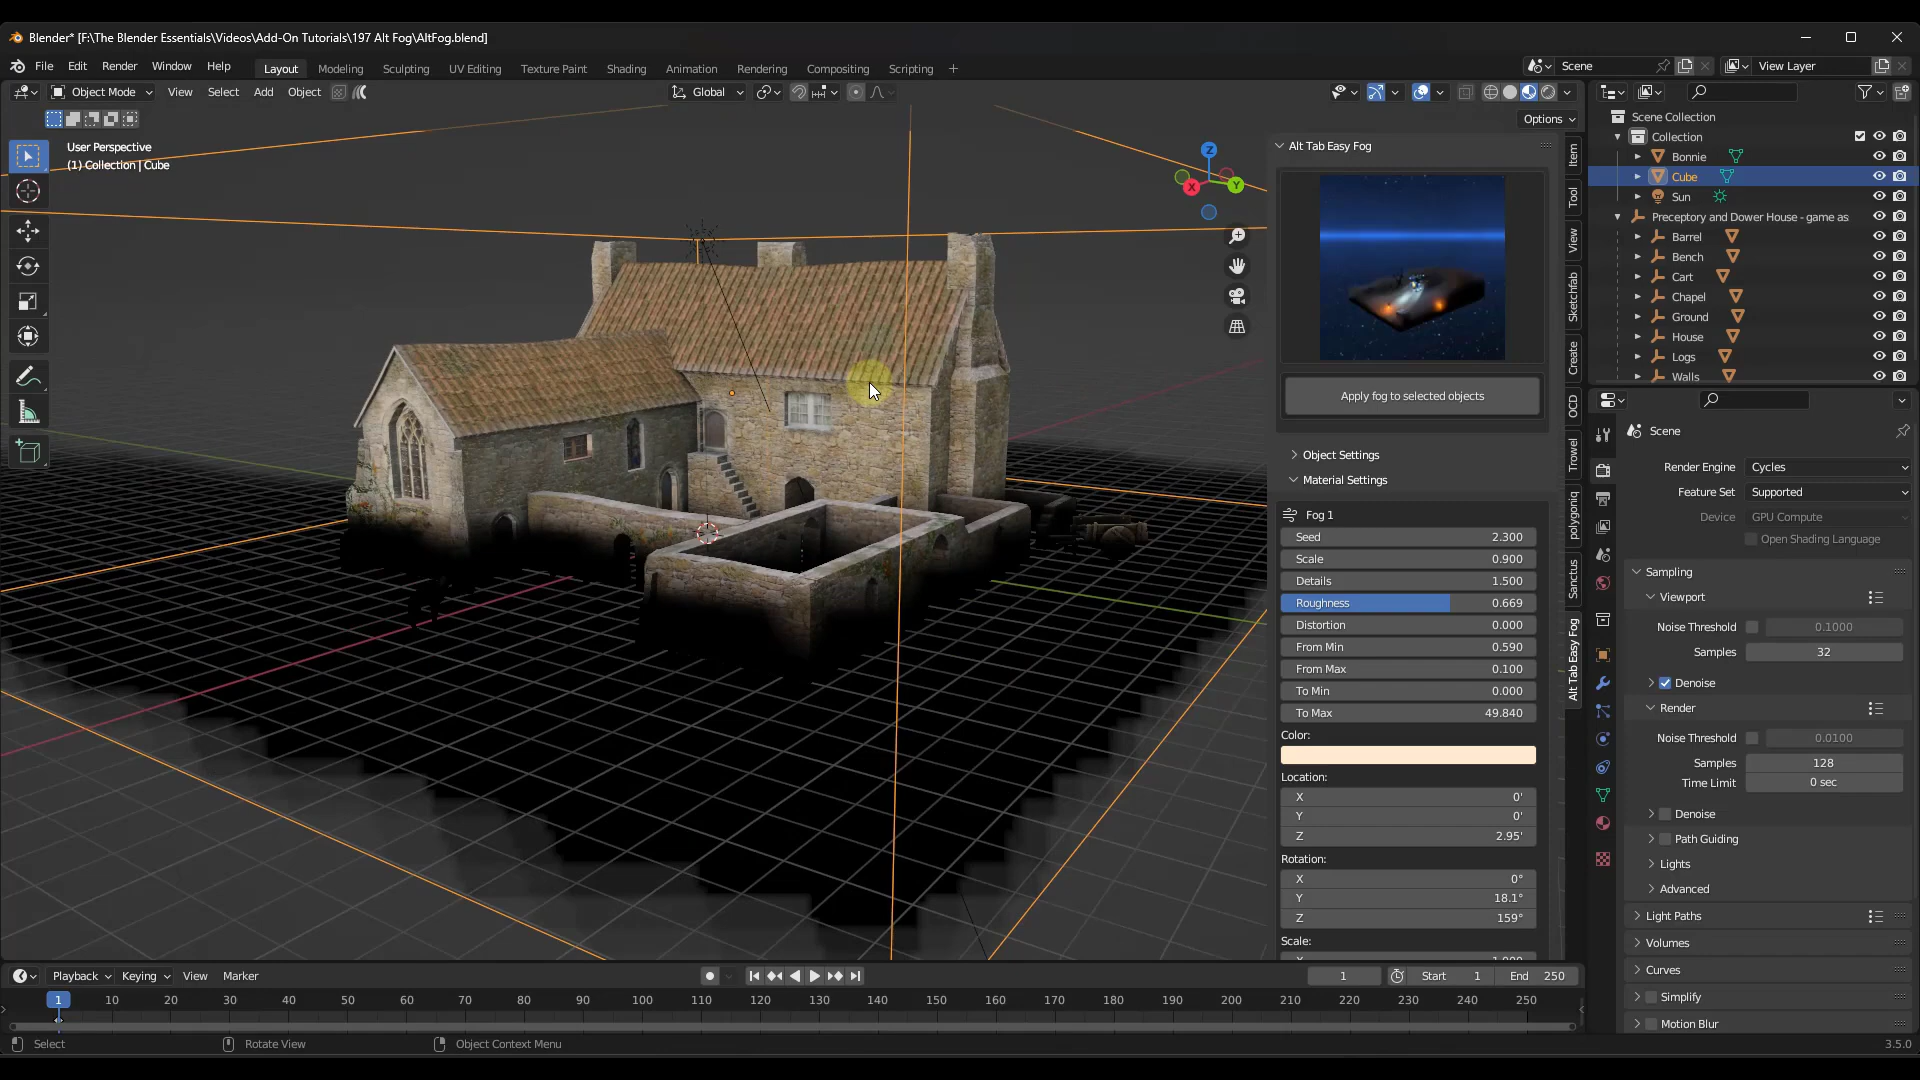 Blender* [F:\The Blender Essentials\Videos\Add-On Tutorials\197 Alt Fog\AltFog.blend]
File Edit Render Window Help Layout Modeling Sculpting UV Editing Texture Paint Shading Animation Rendering Compositing Scripting + Scene View Layer
Object Mode View Select Add Object Global
Options
User Perspective
(1) Collection | Cube
Z
X
Y
Alt Tab Easy Fog
Apply fog to selected objects
Object Settings
Material Settings
Fog 1
Seed 2.300
Scale 0.900
Details 1.500
Roughness 0.669
Distortion 0.000
From Min 0.590
From Max 0.100
To Min 0.000
To Max 49.840
Color:
Location:
X 0'
Y 0'
Z 2.95'
Rotation:
X 0°
Y 18.1°
Z 159°
Scale:
X 1.000
Item
Tool
View
Sketchfab
Create
OCD
Trowel
polygoniq
Sanctus
Alt Tab Easy Fog
Scene Collection
Collection
Bonnie
Cube
Sun
Preceptory and Dower House - game as
Barrel
Bench
Cart
Chapel
Ground
House
Logs
Walls
Scene
Render Engine Cycles
Feature Set Supported
Device GPU Compute
Open Shading Language
Sampling
Viewport
Noise Threshold 0.1000
Samples 32
Denoise
Render
Noise Threshold 0.0100
Samples 128
Time Limit 0 sec
Denoise
Path Guiding
Lights
Advanced
Light Paths
Volumes
Curves
Simplify
Motion Blur
Playback Keying View Marker 1 Start 1 End 250
1 10 20 30 40 50 60 70 80 90 100 110 120 130 140 150 160 170 180 190 200 210 220 230 240 250
Select Rotate View Object Context Menu 3.5.0